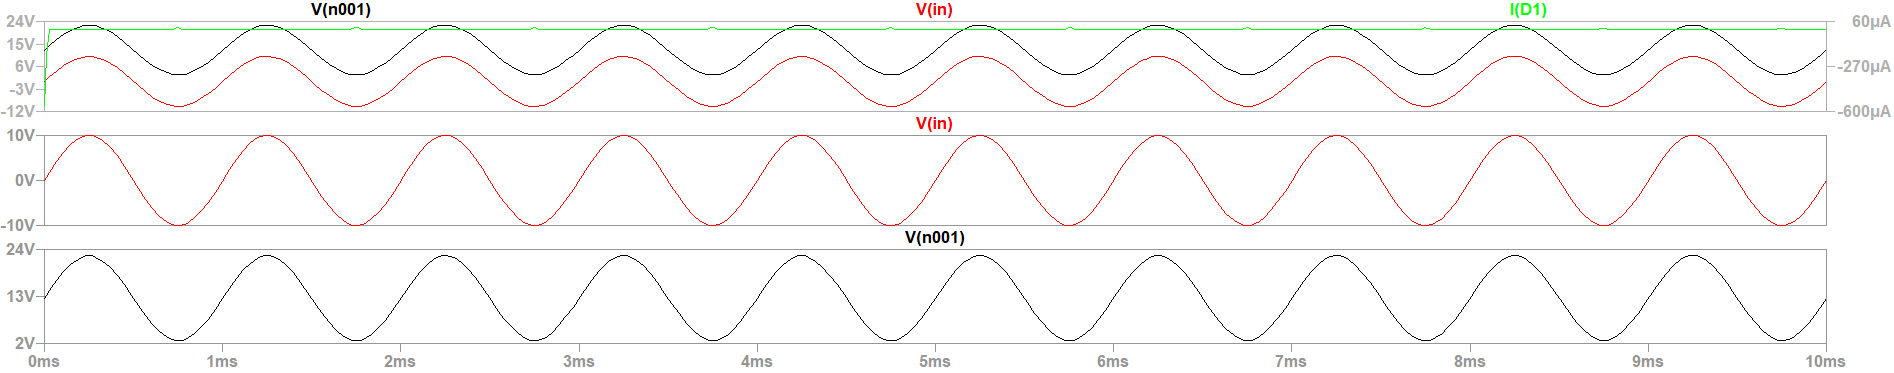 V(n001) V(in) I(D1)
24V 60µA
15V
6V -270µA
-3V
-12V -600µA
V(in)
10V
0V
-10V
V(n001)
24V
13V
2V
0ms 1ms 2ms 3ms 4ms 5ms 6ms 7ms 8ms 9ms 10ms